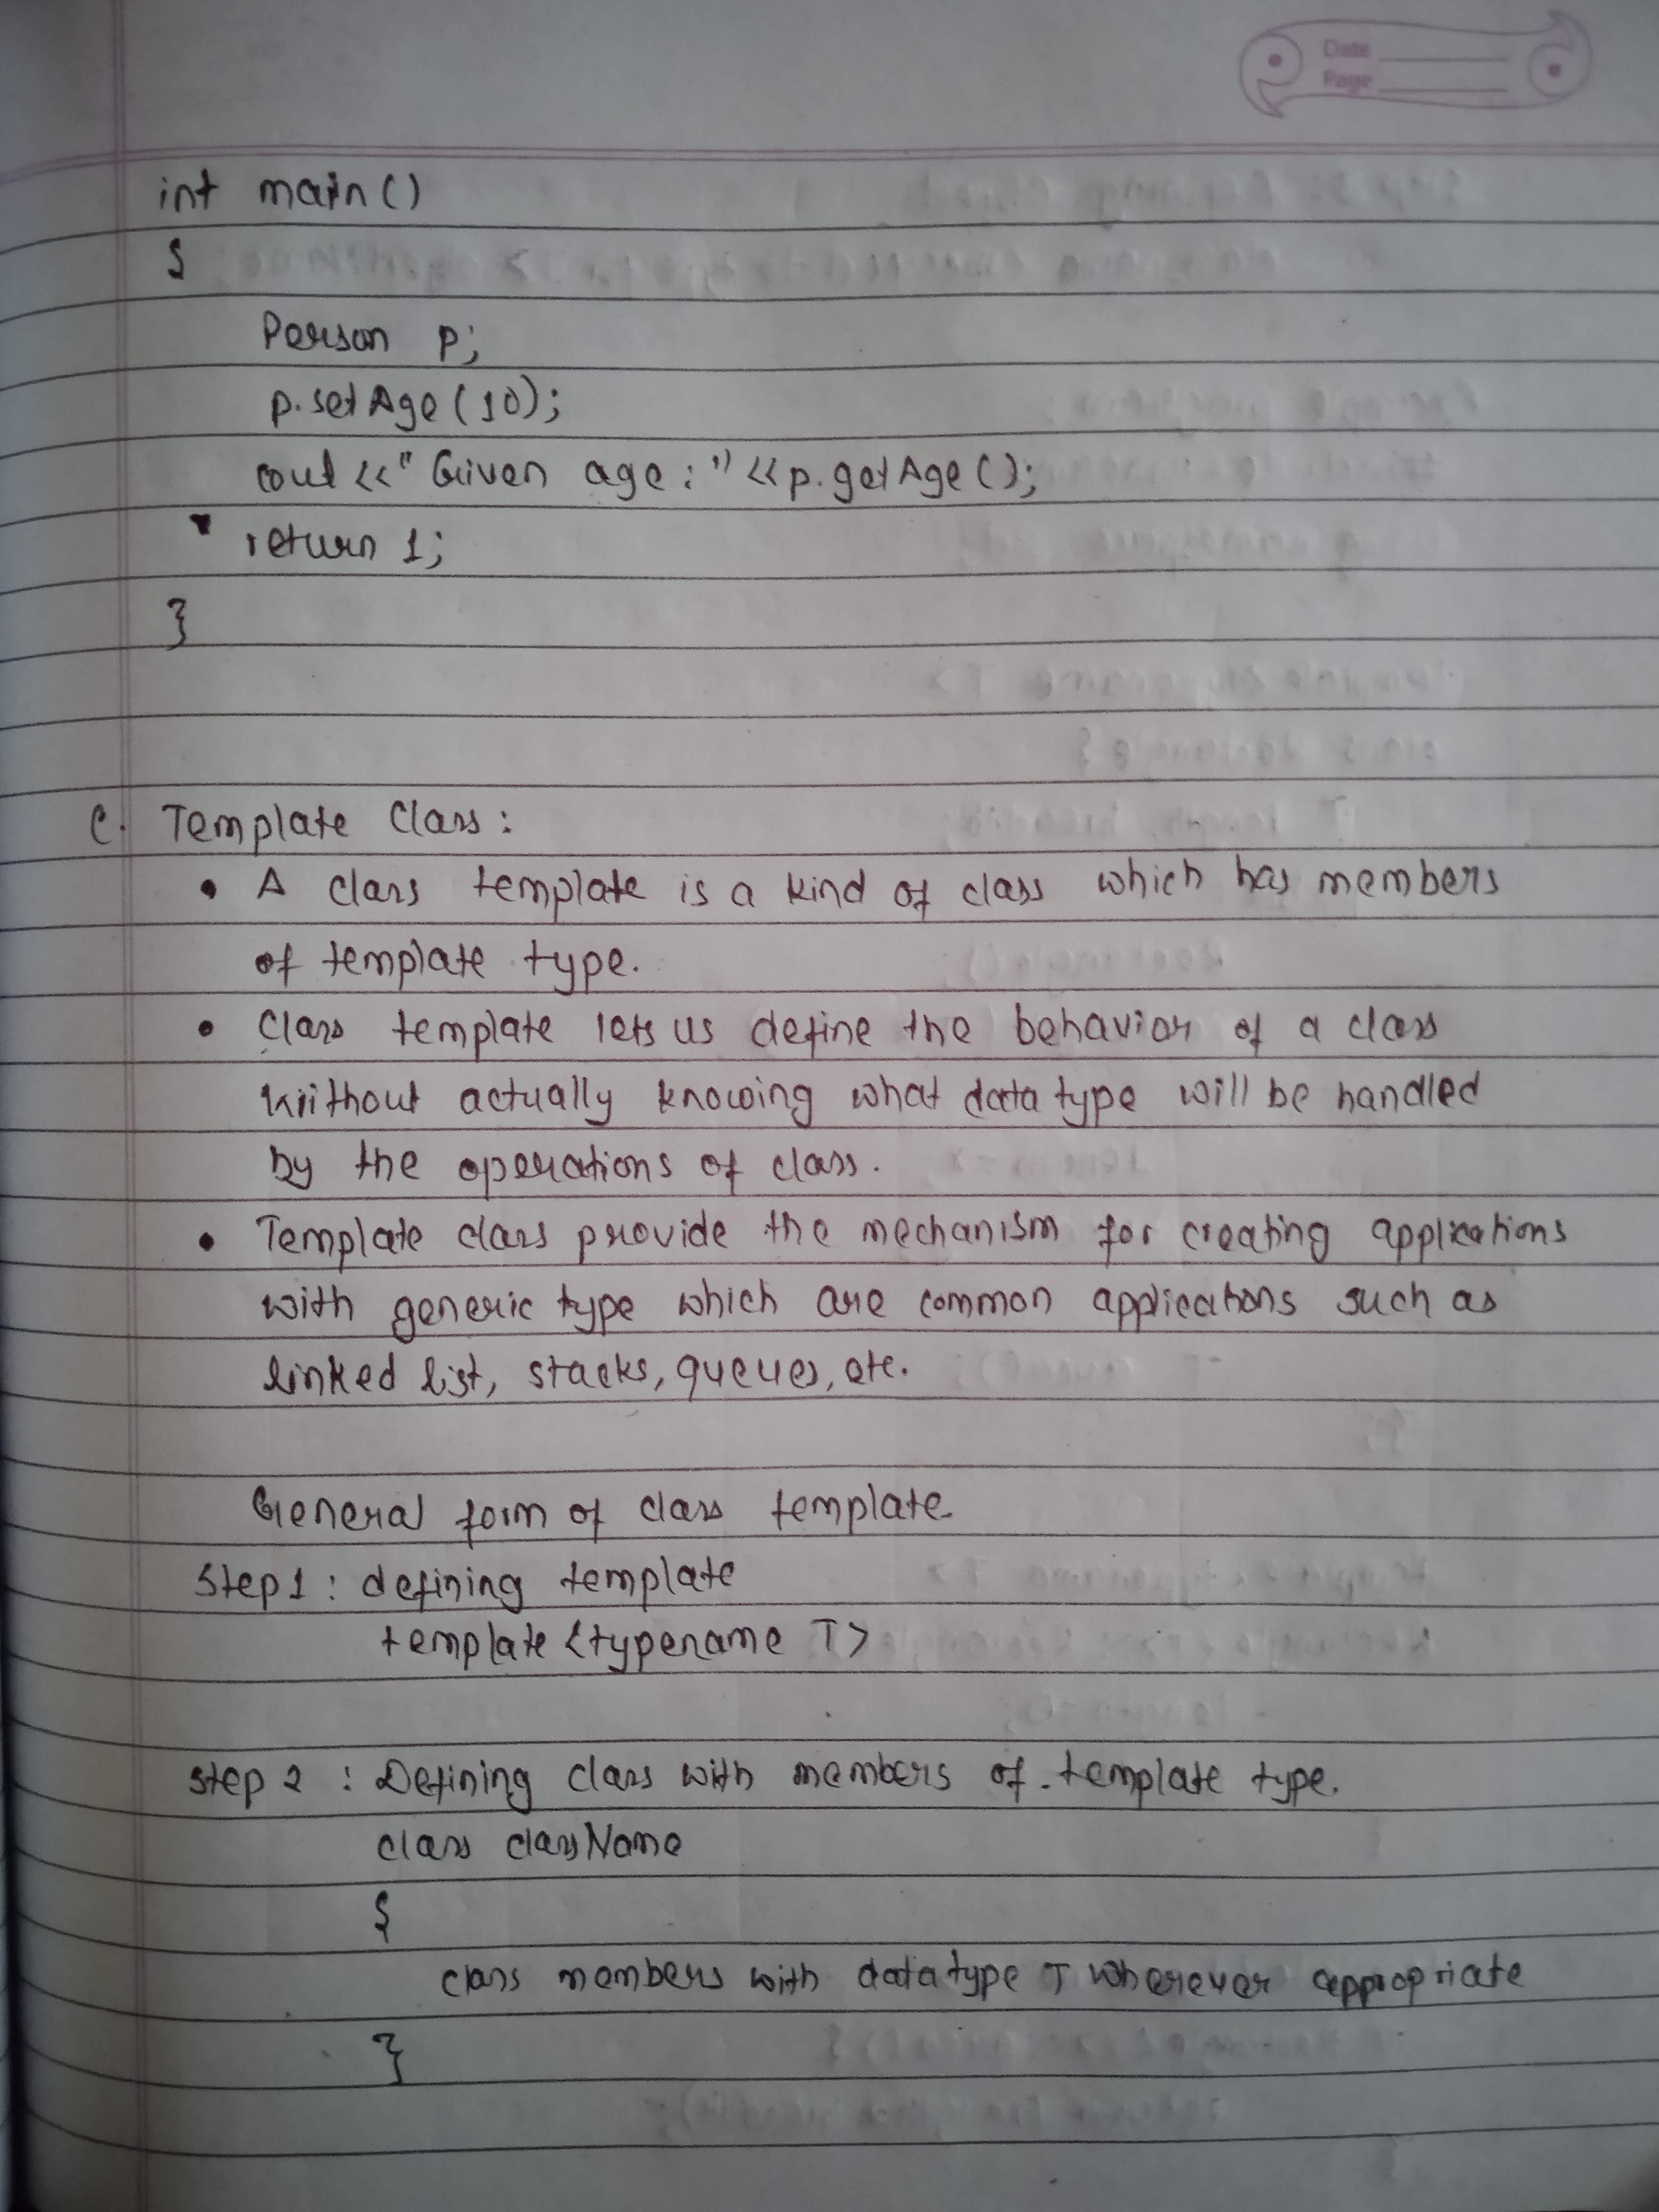 Date
Page
int main()
{
Person p;
p.setAge(10);
cout<<"Given age:"<<p.getAge();
return 1;
}
C. Template Class:
• A class template is a kind of class which has members
of template type.
• Class template lets us define the behavior of a class
without actually knowing what data type will be handled
by the operations of class.
• Template class provide the mechanism for creating applications
with generic type which are common applications such as
linked list, stacks, queues, etc.
General form of class template.
Step 1 : defining template
template <typename T>
Step 2 : Defining class with members of template type.
class className
{
class members with datatype T wherever appropriate
}